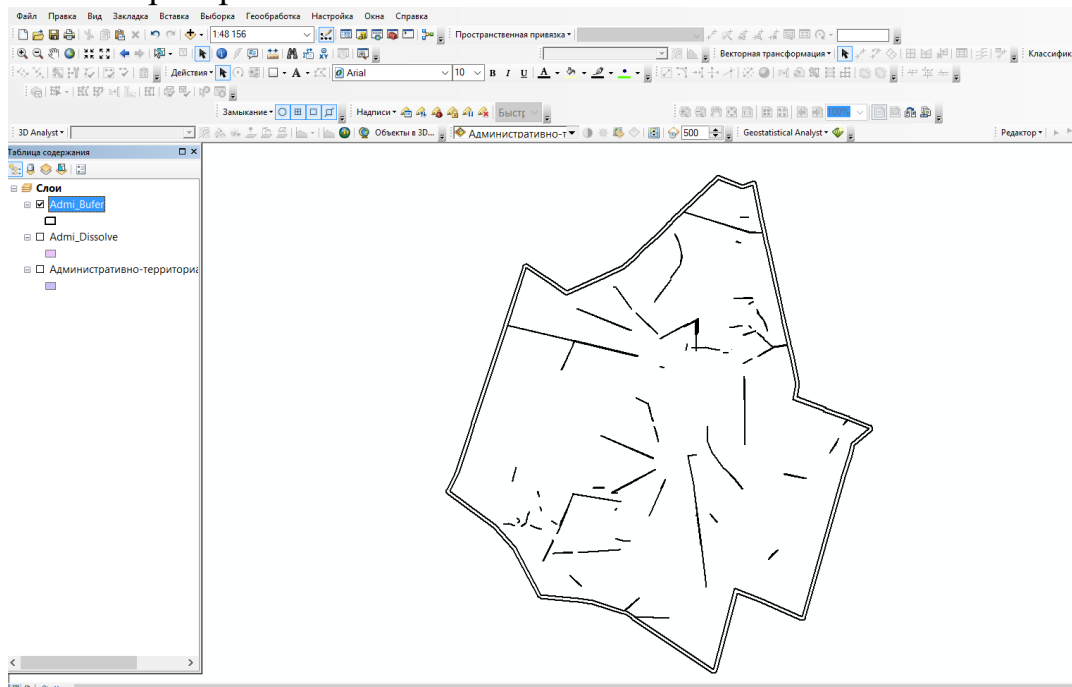 Файл Правка Вид Закладка Вставка Выборка Геообработка Настройка Окна Справка
1:48 156 Пространственная привязка
Векторная трансформация Классифик
Действия Arial 10 B I U A
Замыкание Надписи Быстр 100%
3D Analyst Объекты в 3D... Административно-т 500 Geostatistical Analyst Редактор
Таблица содержания
Слои
Admi_Bufer
Admi_Dissolve
Административно-территориа